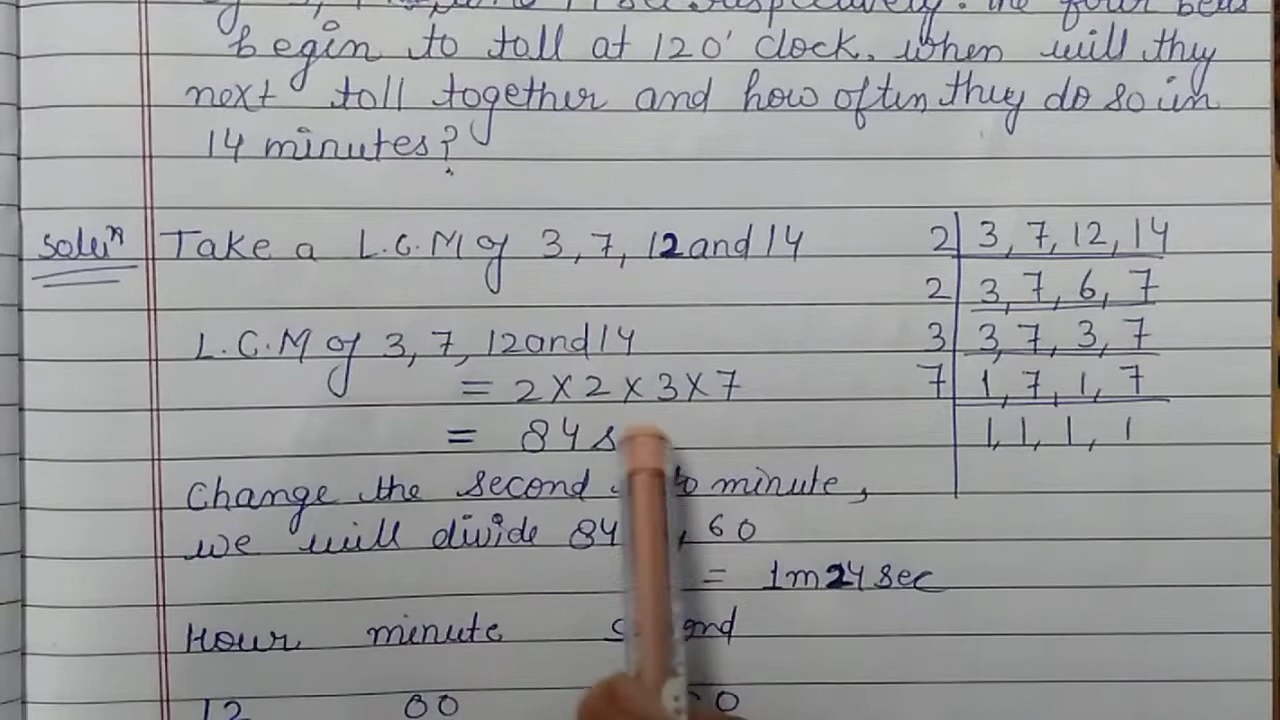 begin to toll at 120' clock. when will they
next toll together and how often they do so in
14 minutes?
Solun Take a L.C.M of 3, 7, 12 and 14
2 3, 7, 12, 14
2 3, 7, 6, 7
L.C.M of 3, 7, 12 and 14
3 3, 7, 3, 7
= 2 X 2 X 3 X 7
7 1, 7, 1, 7
= 84 s
1, 1, 1, 1
Change the second minute,
we will divide 84 , 60
= 1m 24 sec
Hour minute
12 00